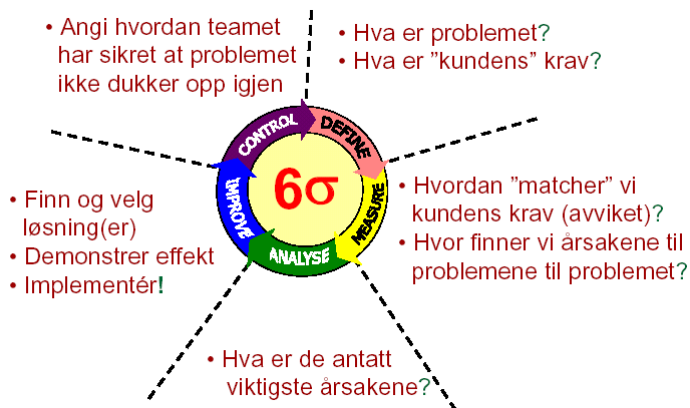 • Angi hvordan teamet
har sikret at problemet
ikke dukker opp igjen
• Hva er problemet?
• Hva er ”kundens” krav?
CONTROL
DEFINE
MEASURE
ANALYSE
IMPROVE
6σ
• Hvordan ”matcher” vi
kundens krav (avviket)?
• Hvor finner vi årsakene til
problemene til problemet?
• Finn og velg
løsning(er)
• Demonstrer effekt
• Implementér!
• Hva er de antatt
viktigste årsakene?